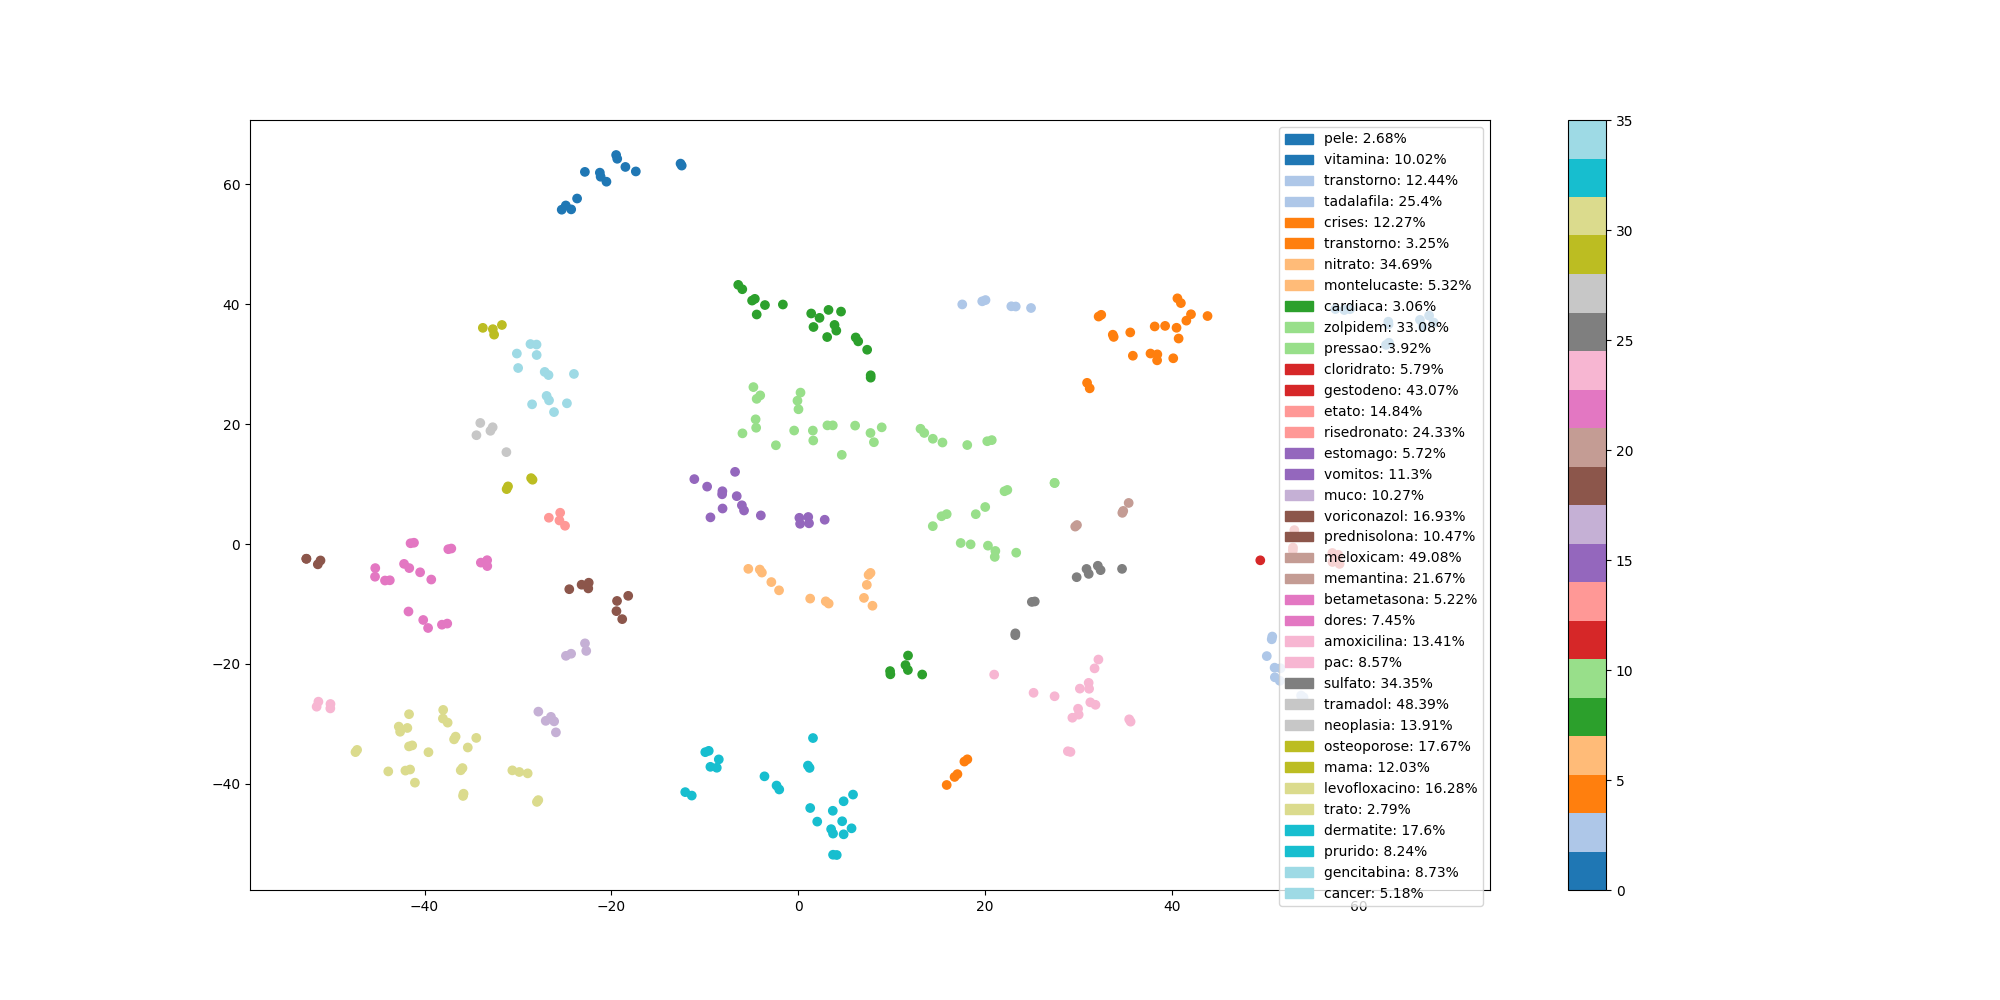 60
40
20
0
−20
−40
−40
−20
0
20
40
60
pele: 2.68%
vitamina: 10.02%
transtorno: 12.44%
tadalafila: 25.4%
crises: 12.27%
transtorno: 3.25%
nitrato: 34.69%
montelucaste: 5.32%
cardiaca: 3.06%
zolpidem: 33.08%
pressao: 3.92%
cloridrato: 5.79%
gestodeno: 43.07%
etato: 14.84%
risedronato: 24.33%
estomago: 5.72%
vomitos: 11.3%
muco: 10.27%
voriconazol: 16.93%
prednisolona: 10.47%
meloxicam: 49.08%
memantina: 21.67%
betametasona: 5.22%
dores: 7.45%
amoxicilina: 13.41%
pac: 8.57%
sulfato: 34.35%
tramadol: 48.39%
neoplasia: 13.91%
osteoporose: 17.67%
mama: 12.03%
levofloxacino: 16.28%
trato: 2.79%
dermatite: 17.6%
prurido: 8.24%
gencitabina: 8.73%
cancer: 5.18%
35
30
25
20
15
10
5
0